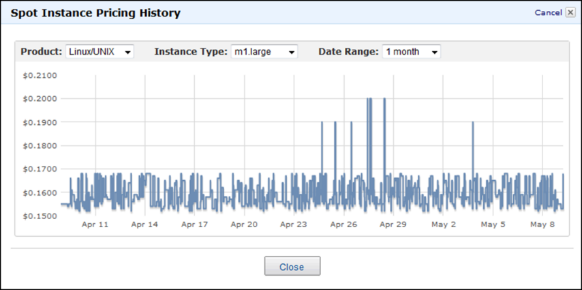 Spot Instance Pricing History
Cancel
Product: Linux/UNIX Instance Type: m1.large Date Range: 1 month
$0.2100
$0.2000
$0.1900
$0.1800
$0.1700
$0.1600
$0.1500
Apr 11 Apr 14 Apr 17 Apr 20 Apr 23 Apr 26 Apr 29 May 2 May 5 May 8
Close